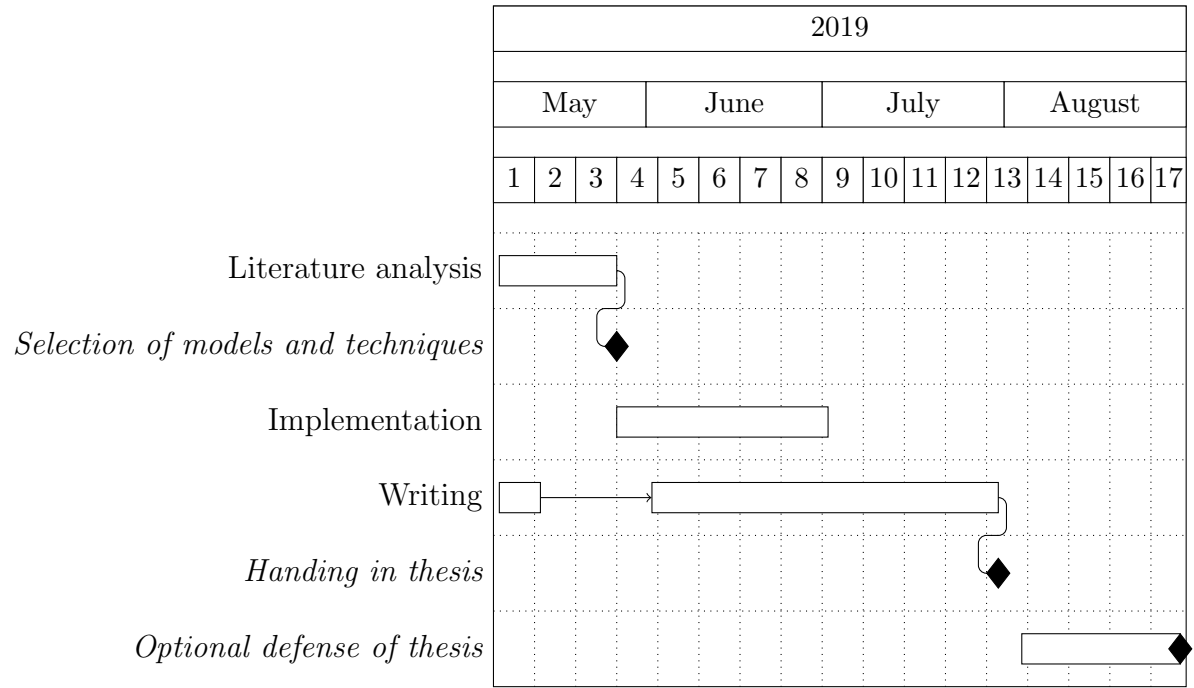 2019
May June July August
1 2 3 4 5 6 7 8 9 10 11 12 13 14 15 16 17
Literature analysis
Selection of models and techniques
Implementation
Writing
Handing in thesis
Optional defense of thesis